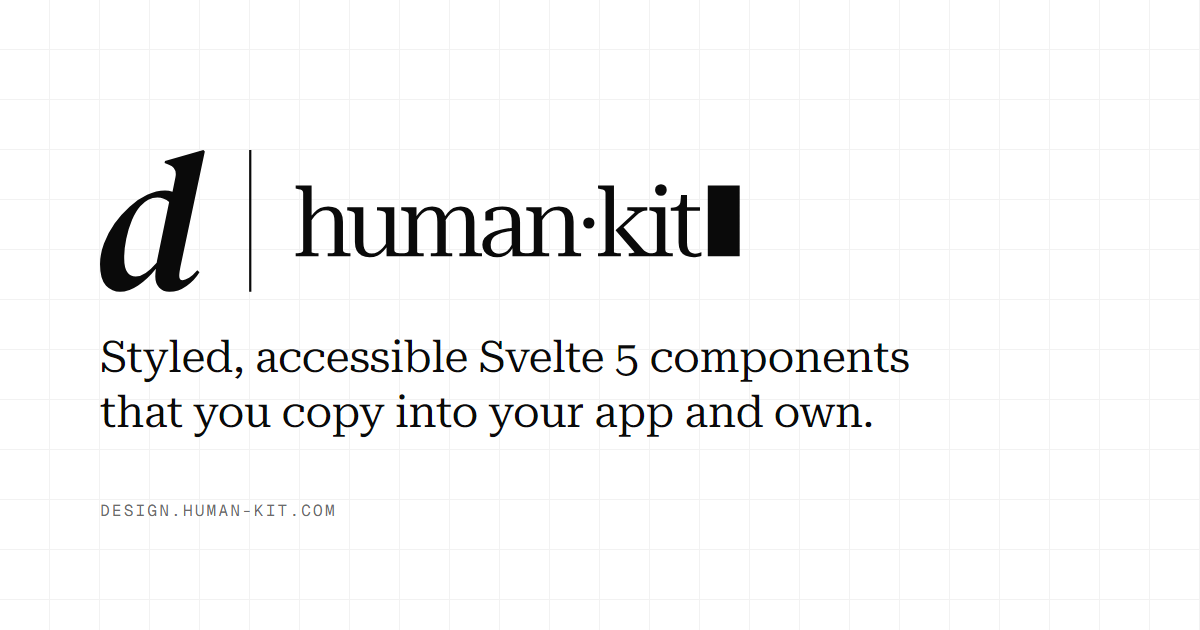 d
human·kit
Styled, accessible Svelte 5 components
that you copy into your app and own.
DESIGN.HUMAN-KIT.COM